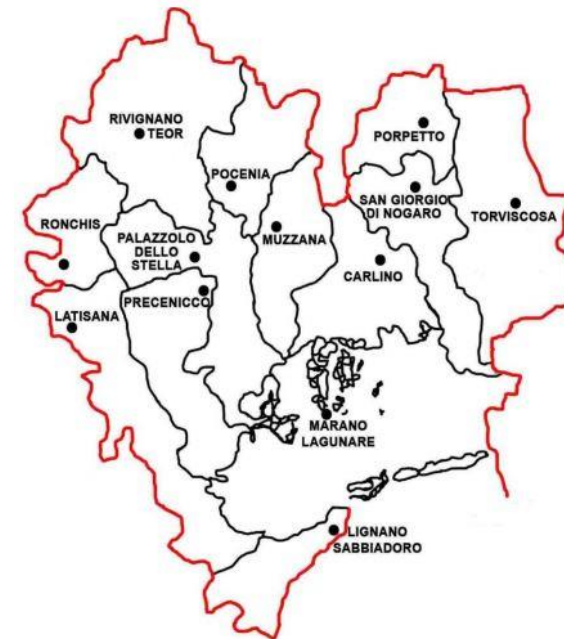 RIVIGNANO
TEOR
PORPETTO
POCENIA
SAN GIORGIO
DI NOGARO
TORVISCOSA
RONCHIS
PALAZZOLO
DELLO
STELLA
MUZZANA
CARLINO
PRECENICCO
LATISANA
MARANO
LAGUNARE
LIGNANO
SABBIADORO